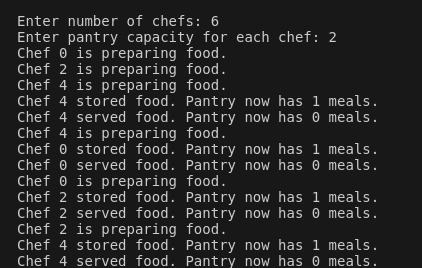 Enter number of chefs: 6
Enter pantry capacity for each chef: 2
Chef 0 is preparing food.
Chef 2 is preparing food.
Chef 4 is preparing food.
Chef 4 stored food. Pantry now has 1 meals.
Chef 4 served food. Pantry now has 0 meals.
Chef 4 is preparing food.
Chef 0 stored food. Pantry now has 1 meals.
Chef 0 served food. Pantry now has 0 meals.
Chef 0 is preparing food.
Chef 2 stored food. Pantry now has 1 meals.
Chef 2 served food. Pantry now has 0 meals.
Chef 2 is preparing food.
Chef 4 stored food. Pantry now has 1 meals.
Chef 4 served food. Pantry now has 0 meals.